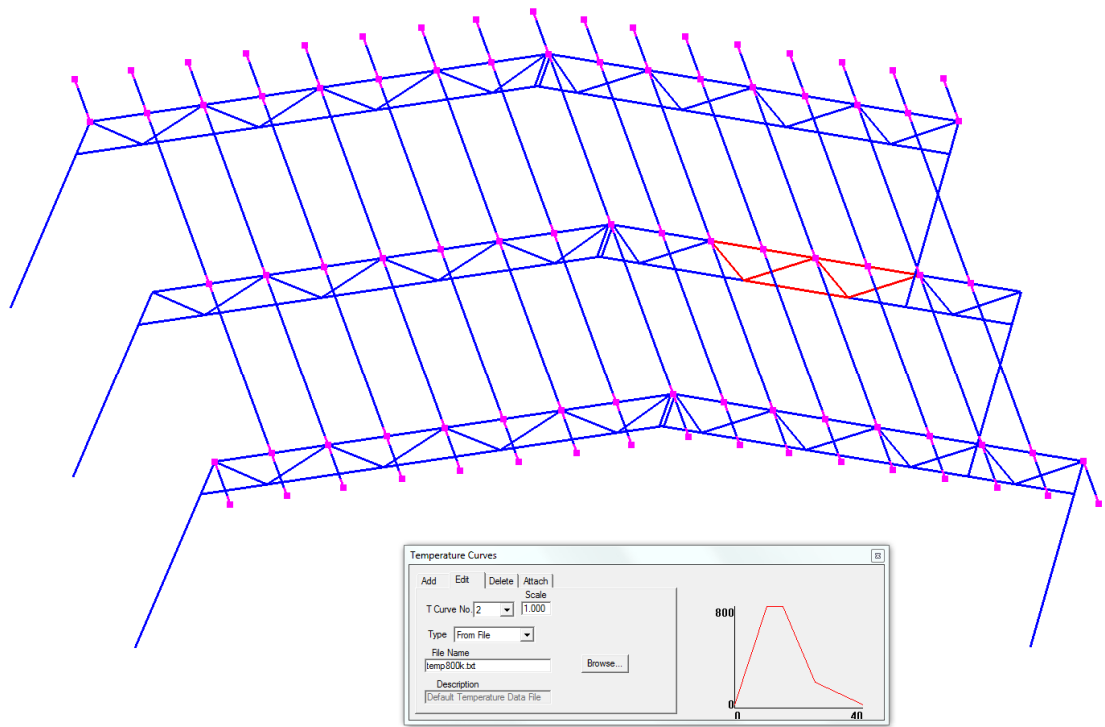 Temperature Curves
Add Edit Delete Attach
Scale
T Curve No. 2 1.000
Type From File
File Name
temp800k.txt Browse...
Description
Default Temperature Data File
800
0
0 40